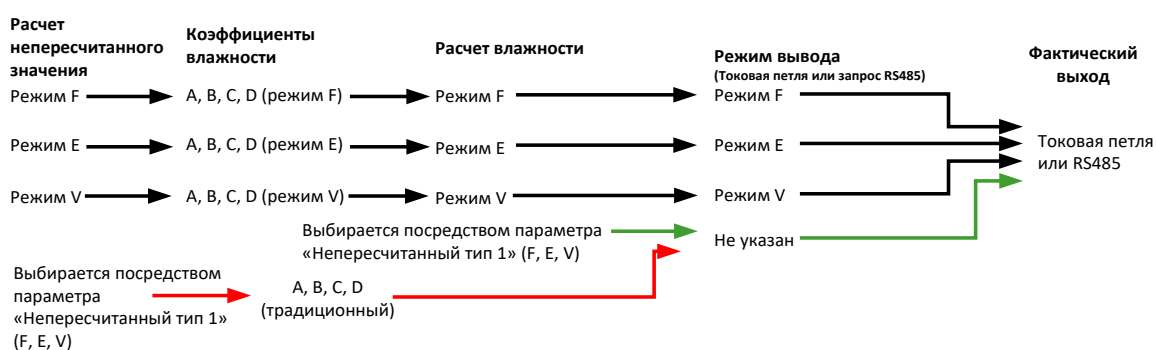 Расчет
непересчитанного
значения
Коэффициенты
влажности
Расчет влажности
Режим вывода
(Токовая петля или запрос RS485)
Фактический
выход
Режим F
A, B, C, D (режим F)
Режим F
Режим F
Режим E
A, B, C, D (режим E)
Режим E
Режим E
Токовая петля
или RS485
Режим V
A, B, C, D (режим V)
Режим V
Режим V
Выбирается посредством параметра
«Непересчитанный тип 1» (F, E, V)
Не указан
Выбирается посредством
параметра
«Непересчитанный тип 1»
(F, E, V)
A, B, C, D
(традиционный)